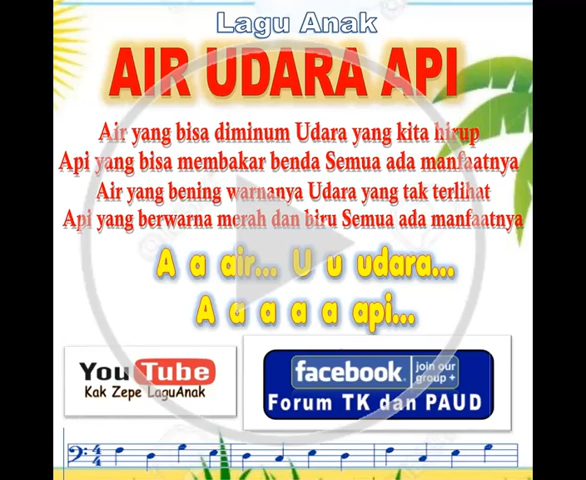 Lagu Anak
AIR UDARA API
Air yang bisa diminum Udara yang kita hirup
Api yang bisa membakar benda Semua ada manfaatnya
Air yang bening warnanya Udara yang tak terlihat
Api yang berwarna merah dan biru Semua ada manfaatnya
A a air... U u udara...
A a a a a api...
YouTube
Kak Zepe LaguAnak
facebook. join our group +
Forum TK dan PAUD
4
4